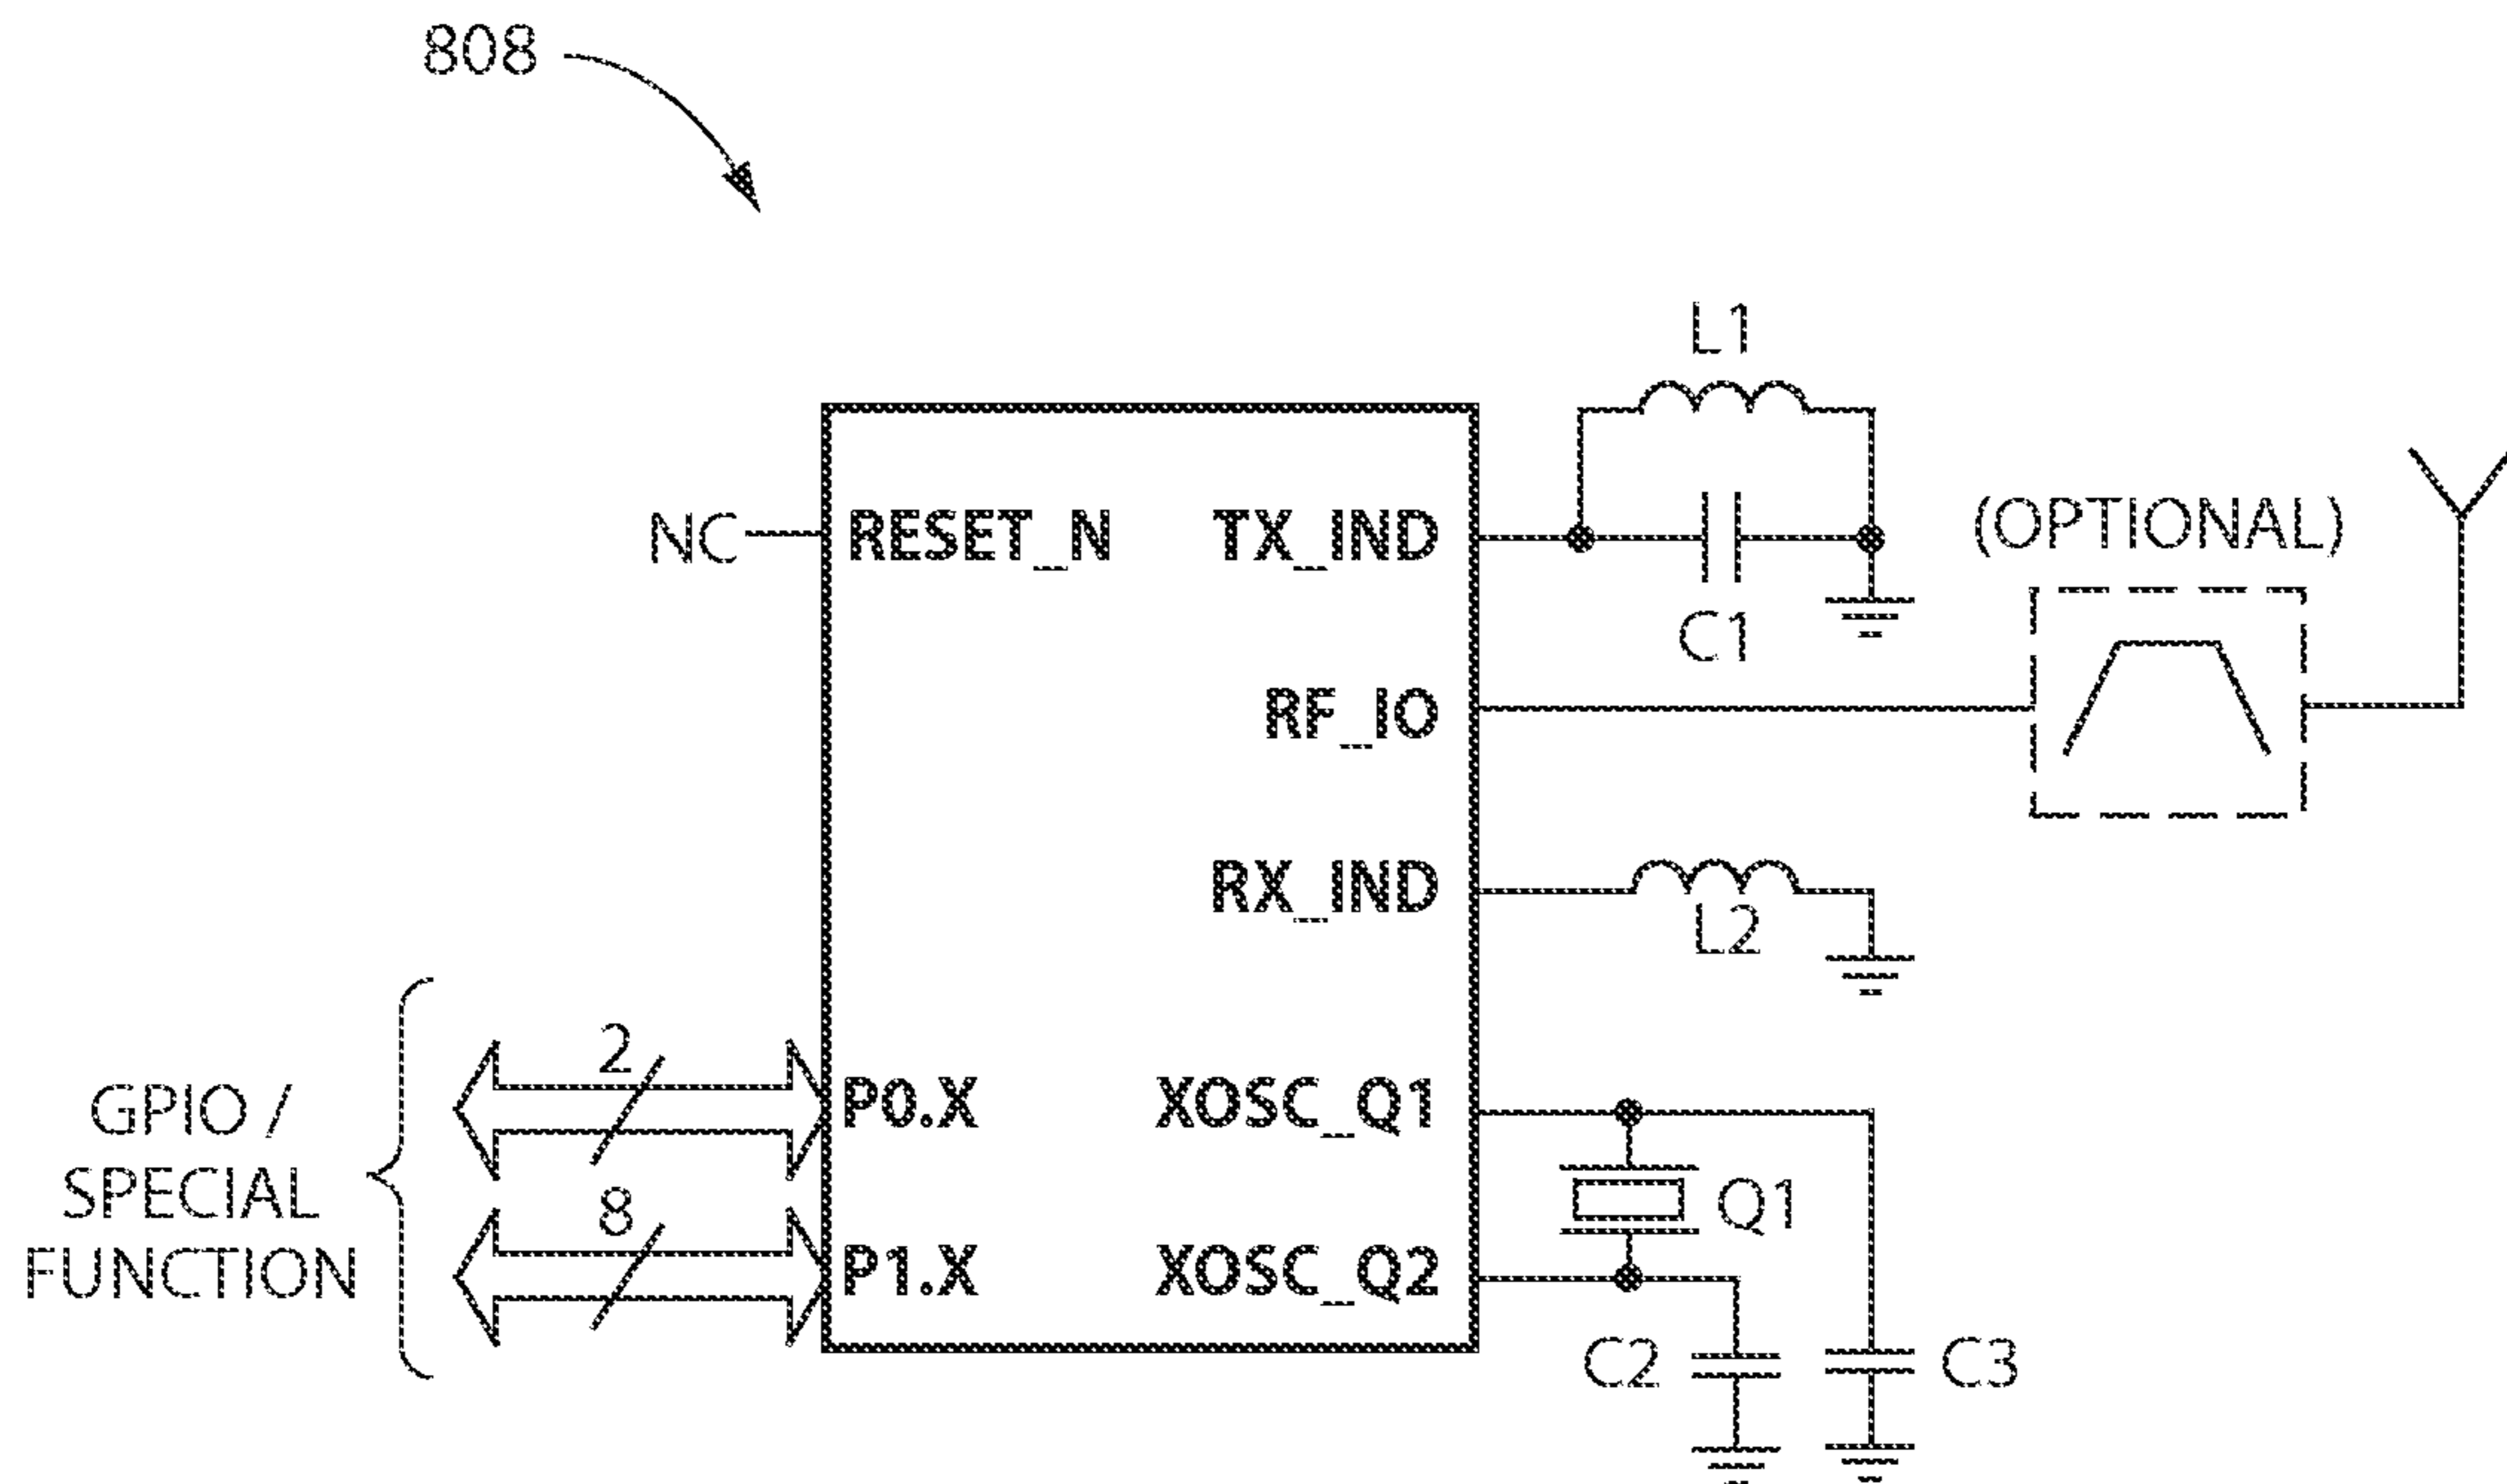 808
L1
NC
RESET_N
TX_IND
(OPTIONAL)
C1
RF_IO
RX_IND
L2
2
GPIO /
SPECIAL
FUNCTION
P0.X
XOSC_Q1
8
Q1
P1.X
XOSC_Q2
C2
C3